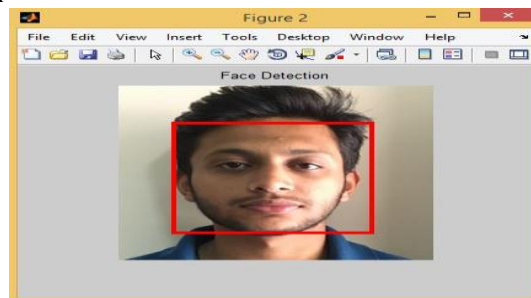 Figure 2
File Edit View Insert Tools Desktop Window Help
Face Detection